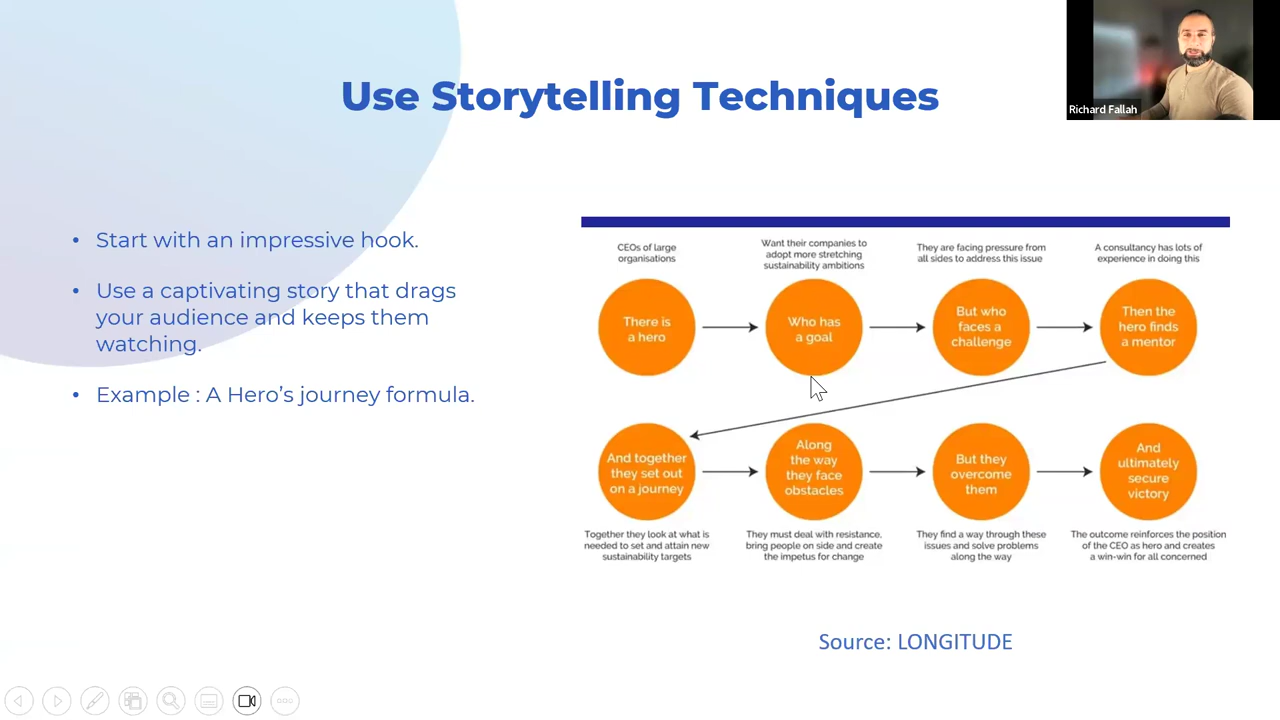 Use Storytelling Techniques
Richard Fallah
• Start with an impressive hook.
• Use a captivating story that drags
your audience and keeps them
watching.
• Example : A Hero’s journey formula.
CEOs of large
organisations
Want their companies to
adopt more stretching
sustainability ambitions
They are facing pressure from
all sides to address this issue
A consultancy has lots of
experience in doing this
There is
a hero
Who has
a goal
But who
faces a
challenge
Then the
hero finds
a mentor
And together
they set out
on a journey
Along
the way
they face
obstacles
But they
overcome
them
And
ultimately
secure
victory
Together they look at what is
needed to set and attain new
sustainability targets
They must deal with resistance,
bring people on side and create
the impetus for change
They find a way through these
issues and solve problems
along the way
The outcome reinforces the position
of the CEO as hero and creates
a win-win for all concerned
Source: LONGITUDE